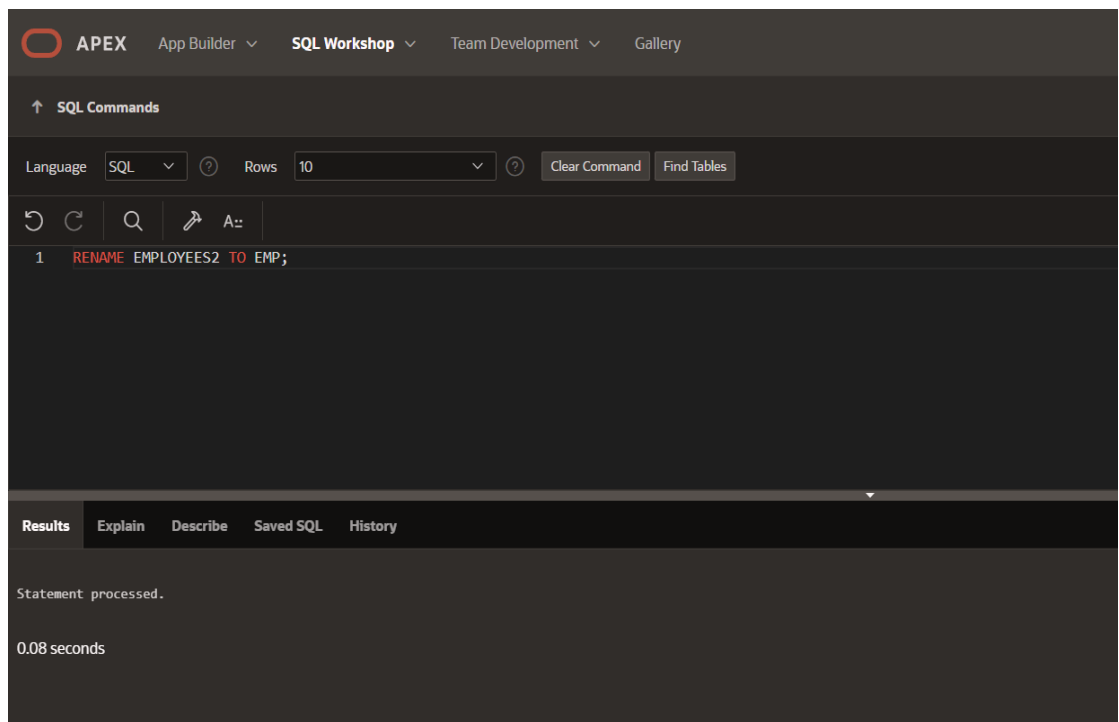 APEX App Builder SQL Workshop Team Development Gallery
↑ SQL Commands
Language SQL ? Rows 10 ? Clear Command Find Tables
A::
1 RENAME EMPLOYEES2 TO EMP;
Results Explain Describe Saved SQL History
Statement processed.
0.08 seconds